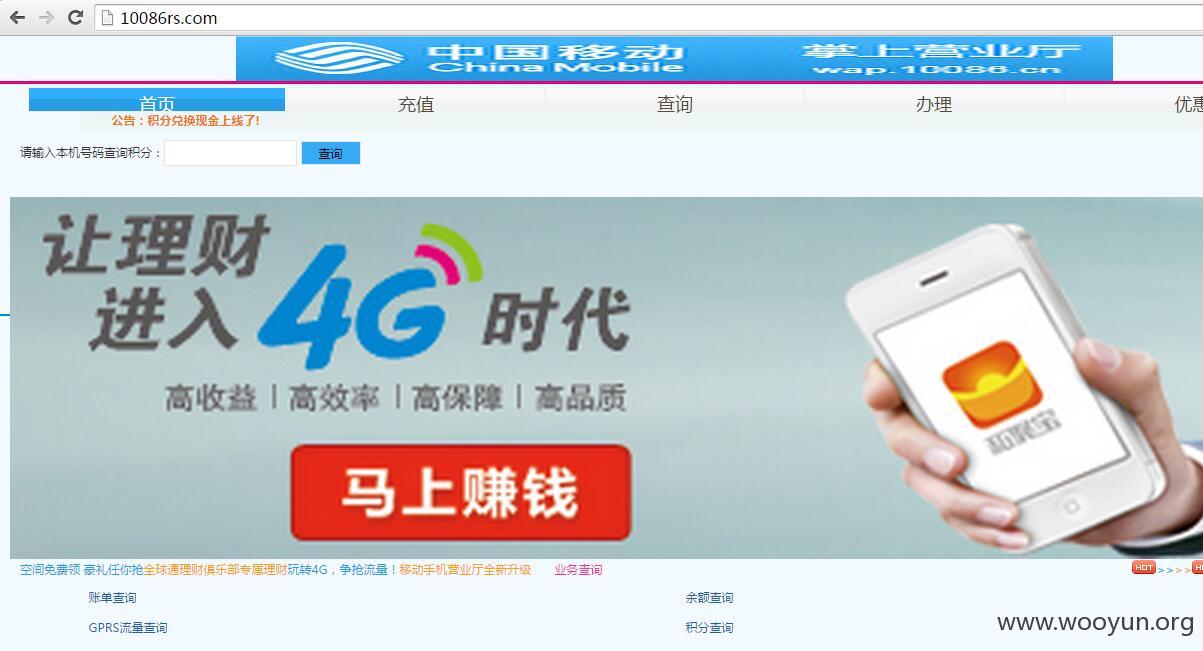 10086rs.com
中国移动 掌上营业厅
China Mobile wap.10086.cn
首页 充值 查询 办理 优惠
公告：积分兑换现金上线了!
请输入本机号码查询积分： 查询
让理财
进入4G时代
高收益 | 高效率 | 高保障 | 高品质
马上赚钱
和聚宝
空间免费领 豪礼任你抢全球通理财俱乐部专属理财玩转4G，争抢流量！移动手机营业厅全新升级 业务查询 HOT >>>>
账单查询 余额查询
GPRS流量查询 积分查询
www.wooyun.org